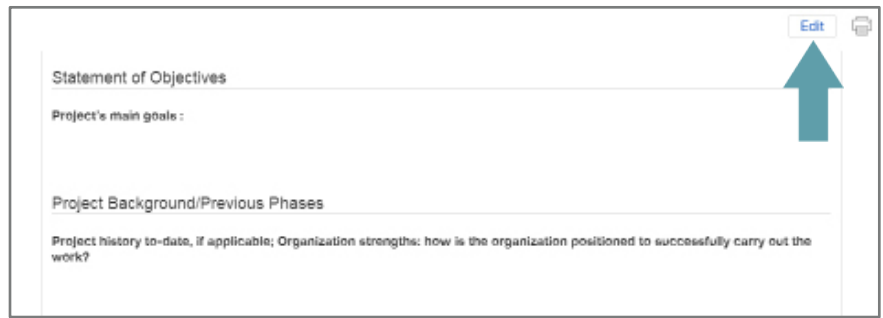 Edit
Statement of Objectives
Project's main goals :
Project Background/Previous Phases
Project history to-date, if applicable; Organization strengths: how is the organization positioned to successfully carry out the
work?